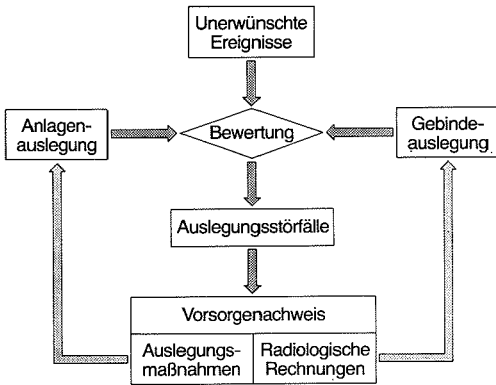 Unerwünschte
Ereignisse
Anlagen-
auslegung
Bewertung
Gebinde-
auslegung
Auslegungsstörfälle
Vorsorgenachweis
Auslegungs-
maßnahmen
Radiologische
Rechnungen